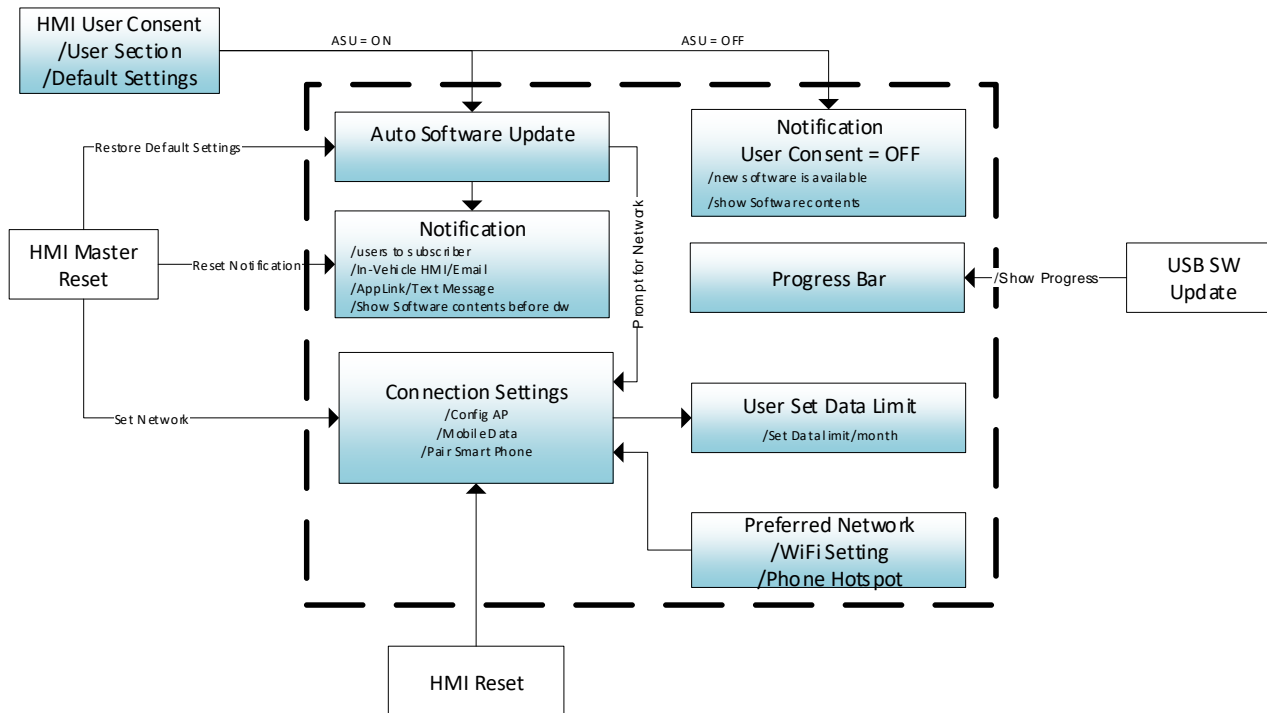 HMI User Consent
/User Section
/Default Settings
ASU = ON
ASU = OFF
Auto Software Update
Notification
User Consent = OFF
/new software is available
/show Software contents
Restore Default Settings
Prompt for Network
Notification
/users to subscriber
/In-Vehicle HMI/Email
/AppLink/Text Message
/Show Software contents before dw
HMI Master
Reset
Reset Notification
Progress Bar
/Show Progress
USB SW
Update
Connection Settings
/Config AP
/Mobile Data
/Pair Smart Phone
Set Network
User Set Data Limit
/Set Data limit/month
Preferred Network
/WiFi Setting
/Phone Hotspot
HMI Reset